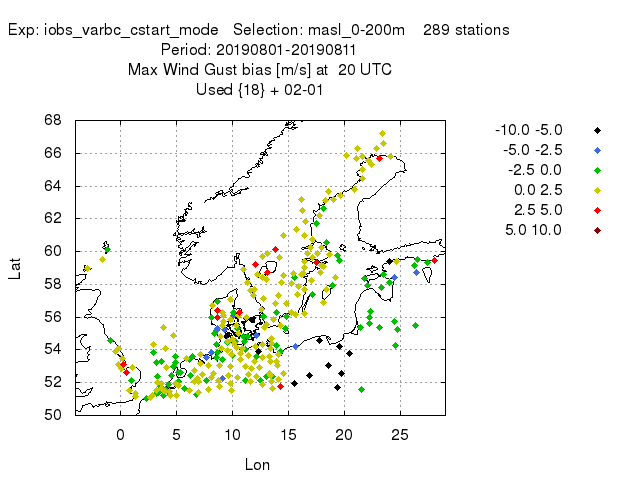 Exp: iobs_varbc_cstart_mode   Selection: masl_0-200m    289 stations
Period: 20190801-20190811
Max Wind Gust bias [m/s] at  20 UTC
Used {18} + 02-01
68
66
64
62
60
58
56
54
52
50
Lat
0 5 10 15 20 25
Lon
-10.0 -5.0
-5.0 -2.5
-2.5 0.0
0.0 2.5
2.5 5.0
5.0 10.0